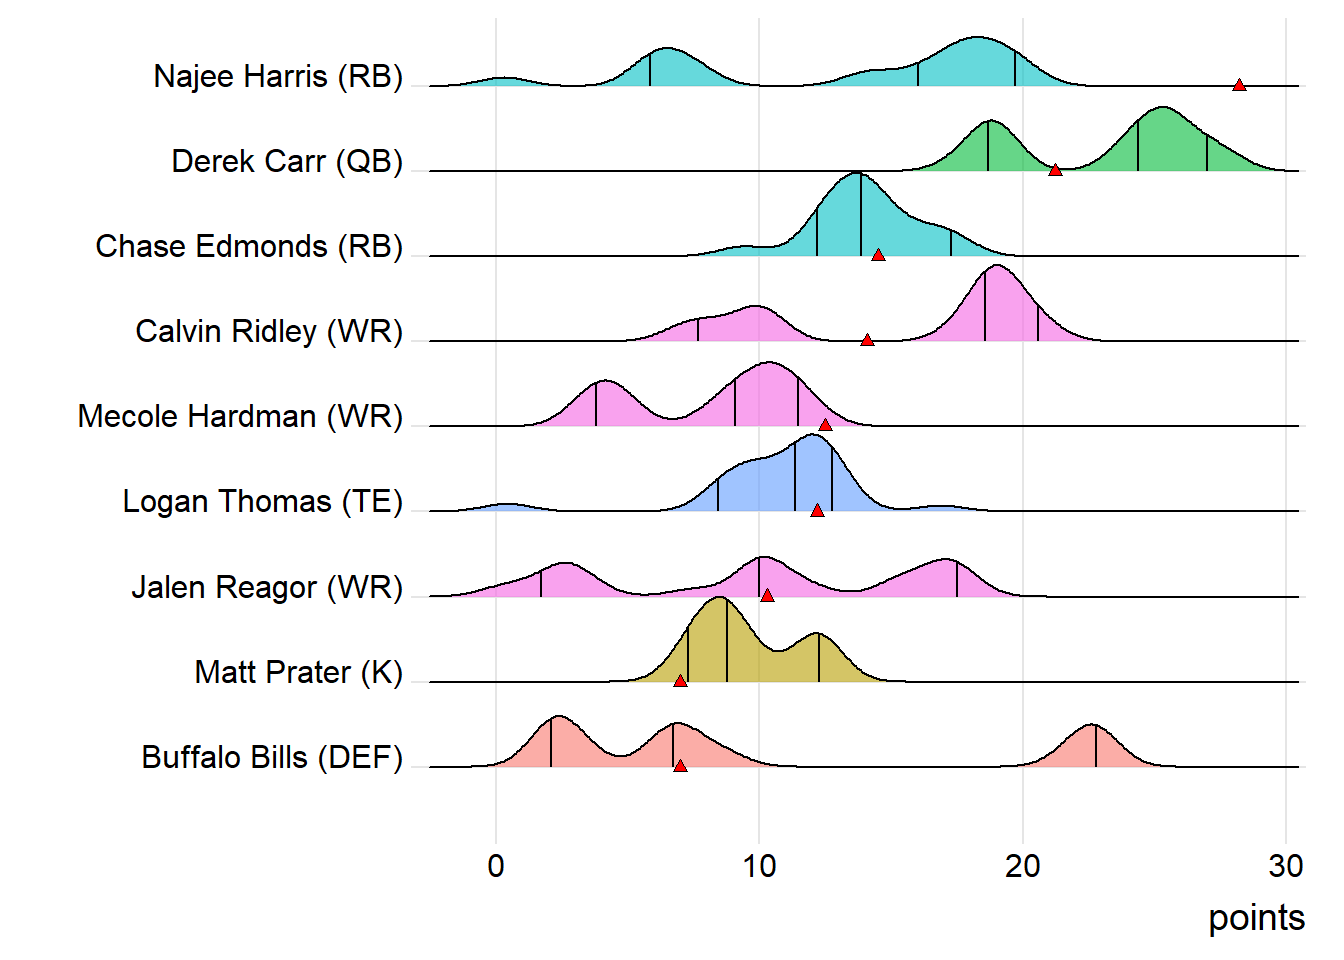 Najee Harris (RB)
Derek Carr (QB)
Chase Edmonds (RB)
Calvin Ridley (WR)
Mecole Hardman (WR)
Logan Thomas (TE)
Jalen Reagor (WR)
Matt Prater (K)
Buffalo Bills (DEF)
0 10 20 30
points